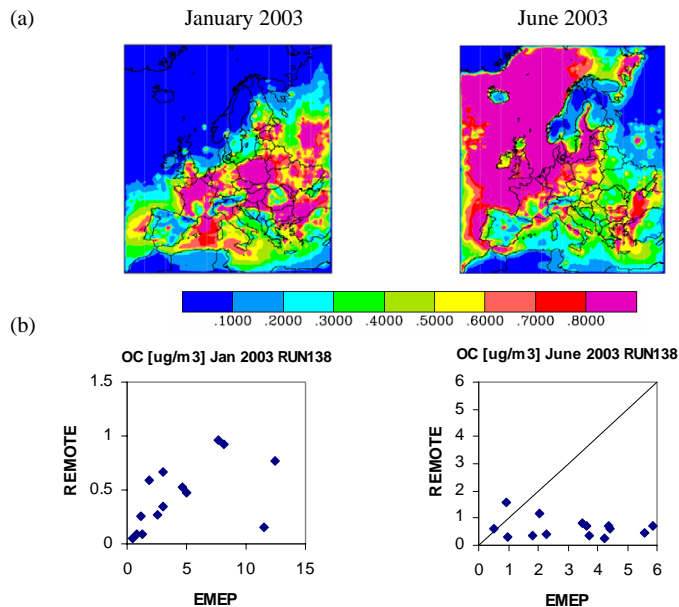 (a)
January 2003
June 2003
.1000 .2000 .3000 .4000 .5000 .6000 .7000 .8000
(b)
OC [ug/m3] Jan 2003 RUN138
1.5
1
0.5
0
0 5 10 15
REMOTE
EMEP
OC [ug/m3] June 2003 RUN138
6
5
4
3
2
1
0
0 1 2 3 4 5 6
REMOTE
EMEP